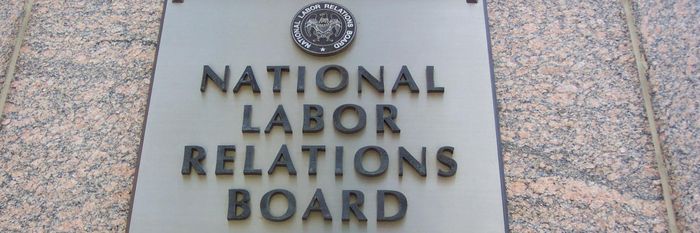 NATIONAL LABOR RELATIONS BOARD
NATIONAL
LABOR
RELATIONS
BOARD